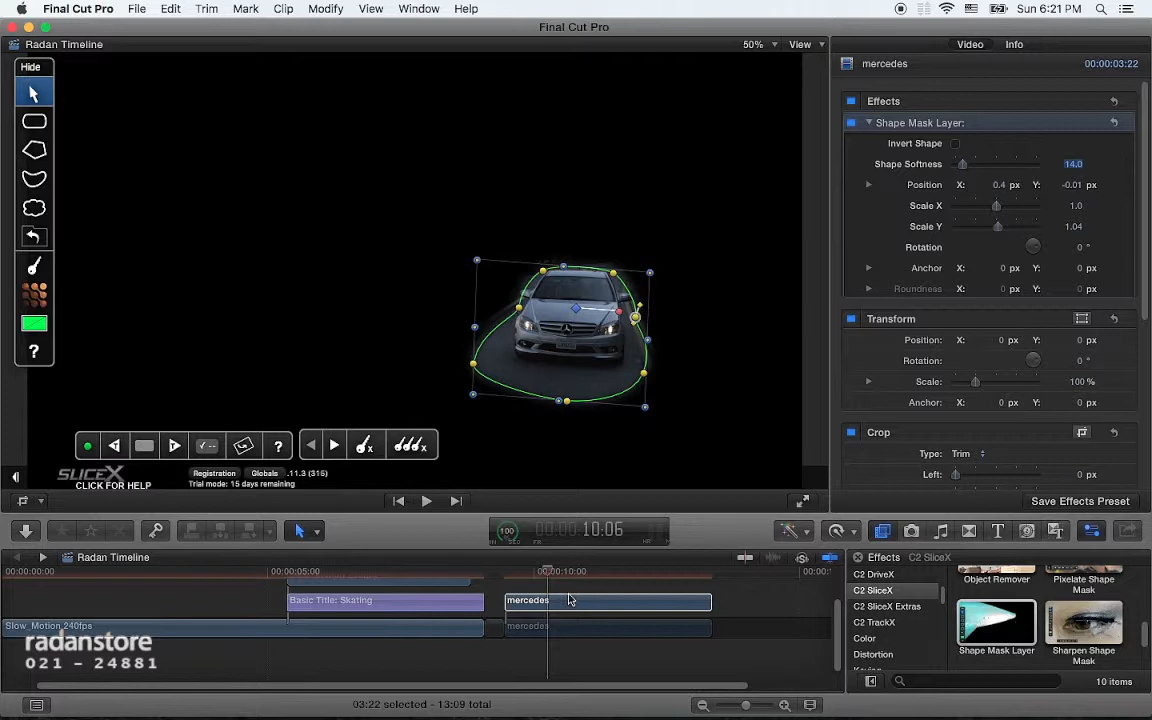 Final Cut Pro File Edit Trim Mark Clip Modify View Window Help Sun 6:21 PM
Final Cut Pro
Radan Timeline 50% View Video Info
Hide
mercedes 00:00:03:22
Effects
Shape Mask Layer:
Invert Shape
Shape Softness 14.0
Position X: 0.4 px Y: -0.01 px
Scale X 1.0
Scale Y 1.04
Rotation 0 °
Anchor X: 0 px Y: 0 px
Roundness X: 0 px Y: 0 px
Transform
Position: X: 0 px Y: 0 px
Rotation: 0 °
Scale: 100 %
Anchor: X: 0 px Y: 0 px
Crop
Type: Trim
Left: 0 px
?
? x x
SLICEX Registration Globals .11.3 (316)
CLICK FOR HELP Trial mode: 15 days remaining
Save Effects Preset
100 10:06
Radan Timeline Effects C2 SliceX
00:00:00:00 00:00:05:00 00:00:10:00
C2 DriveX
C2 SliceX
C2 SliceX Extras
C2 TrackX
Color
Distortion
Object Remover
Pixelate Shape Mask
Shape Mask Layer
Sharpen Shape Mask
Basic Title: Skating mercedes
Slow_Motion_240fps mercedes
radanstore
021 - 24881
10 items
03:22 selected - 13:09 total